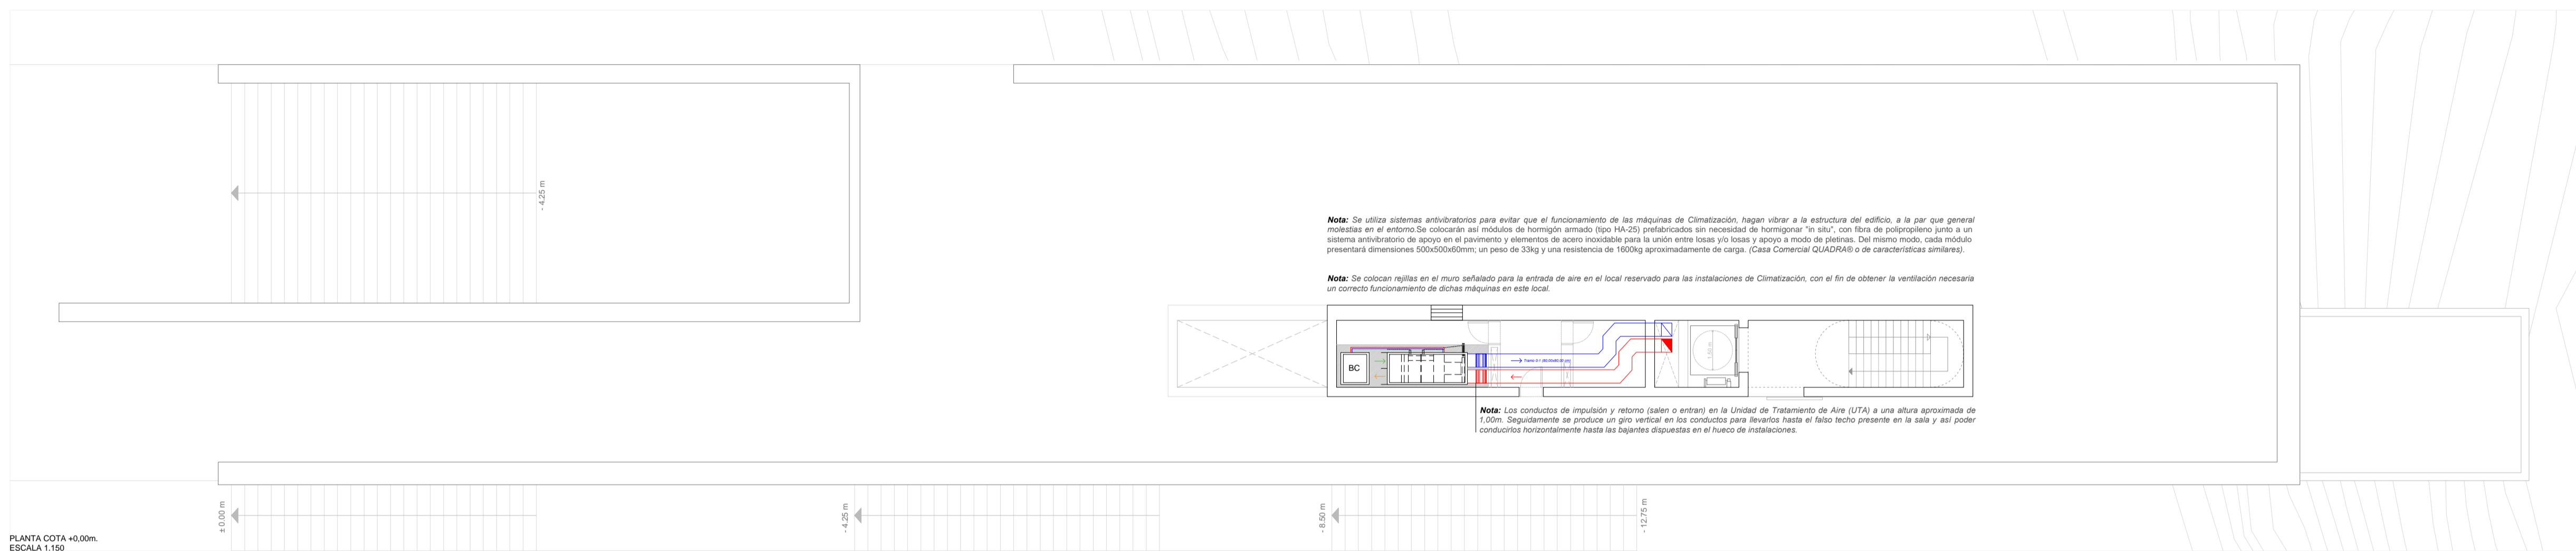 - 4.25 m
Nota: Se utiliza sistemas antivibratorios para evitar que el funcionamiento de las máquinas de Climatización, hagan vibrar a la estructura del edificio, a la par que general
molestias en el entorno.Se colocarán así módulos de hormigón armado (tipo HA-25) prefabricados sin necesidad de hormigonar "in situ", con fibra de polipropileno junto a un
sistema antivibratorio de apoyo en el pavimento y elementos de acero inoxidable para la unión entre losas y/o losas y apoyo a modo de pletinas. Del mismo modo, cada módulo
presentará dimensiones 500x500x60mm; un peso de 33kg y una resistencia de 1600kg aproximadamente de carga. (Casa Comercial QUADRA® o de características similares).
Nota: Se colocan rejillas en el muro señalado para la entrada de aire en el local reservado para las instalaciones de Climatización, con el fin de obtener la ventilación necesaria
un correcto funcionamiento de dichas máquinas en este local.
BC
Nota: Los conductos de impulsión y retorno (salen o entran) en la Unidad de Tratamiento de Aire (UTA) a una altura aproximada de
1,00m. Seguidamente se produce un giro vertical en los conductos para llevarlos hasta el falso techo presente en la sala y así poder
conducirlos horizontalmente hasta las bajantes dispuestas en el hueco de instalaciones.
± 0.00 m
- 4.25 m
- 8.50 m
- 12.75 m
PLANTA COTA +0,00m.
ESCALA 1.150